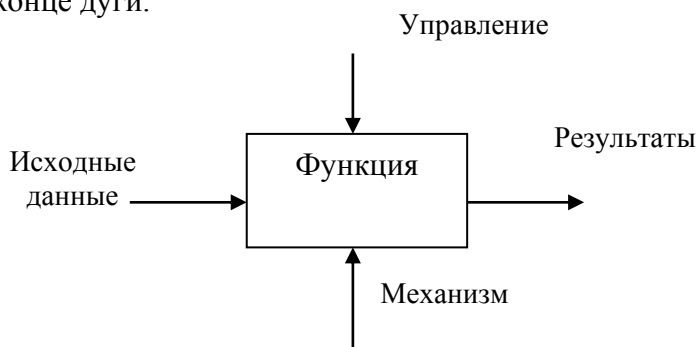 конце дуги.
Управление
Результаты
Исходные
данные
Функция
Механизм